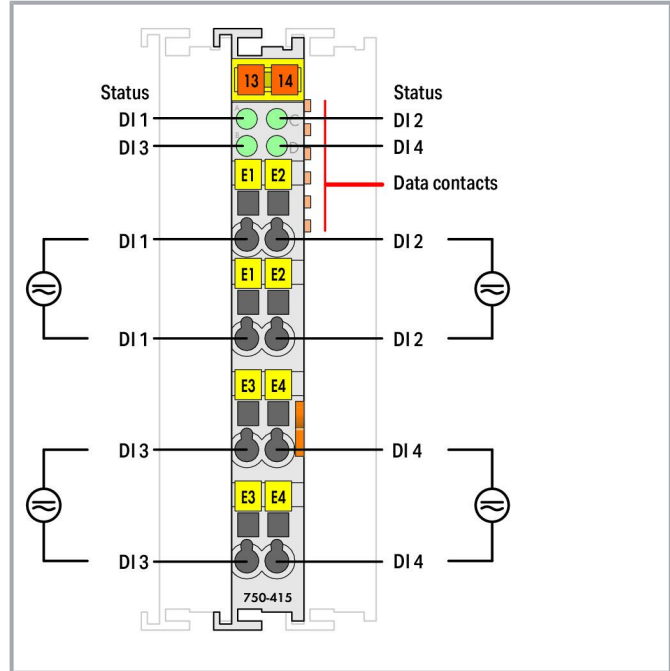 13 14
Status Status
A C
DI 1 DI 2
B D
DI 3 DI 4
E1 E2
Data contacts
DI 1 DI 2
E1 E2
DI 1 DI 2
E3 E4
DI 3 DI 4
E3 E4
DI 3 DI 4
750-415